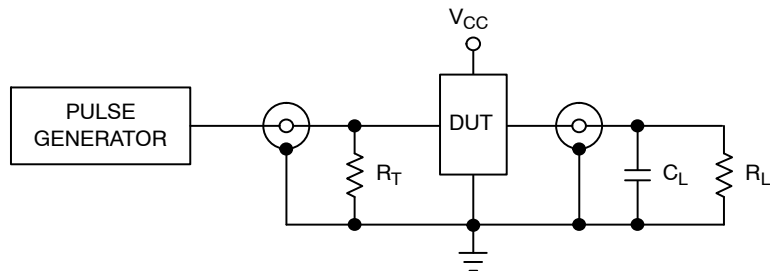 V_CC
PULSE
GENERATOR
DUT
R_T
C_L
R_L